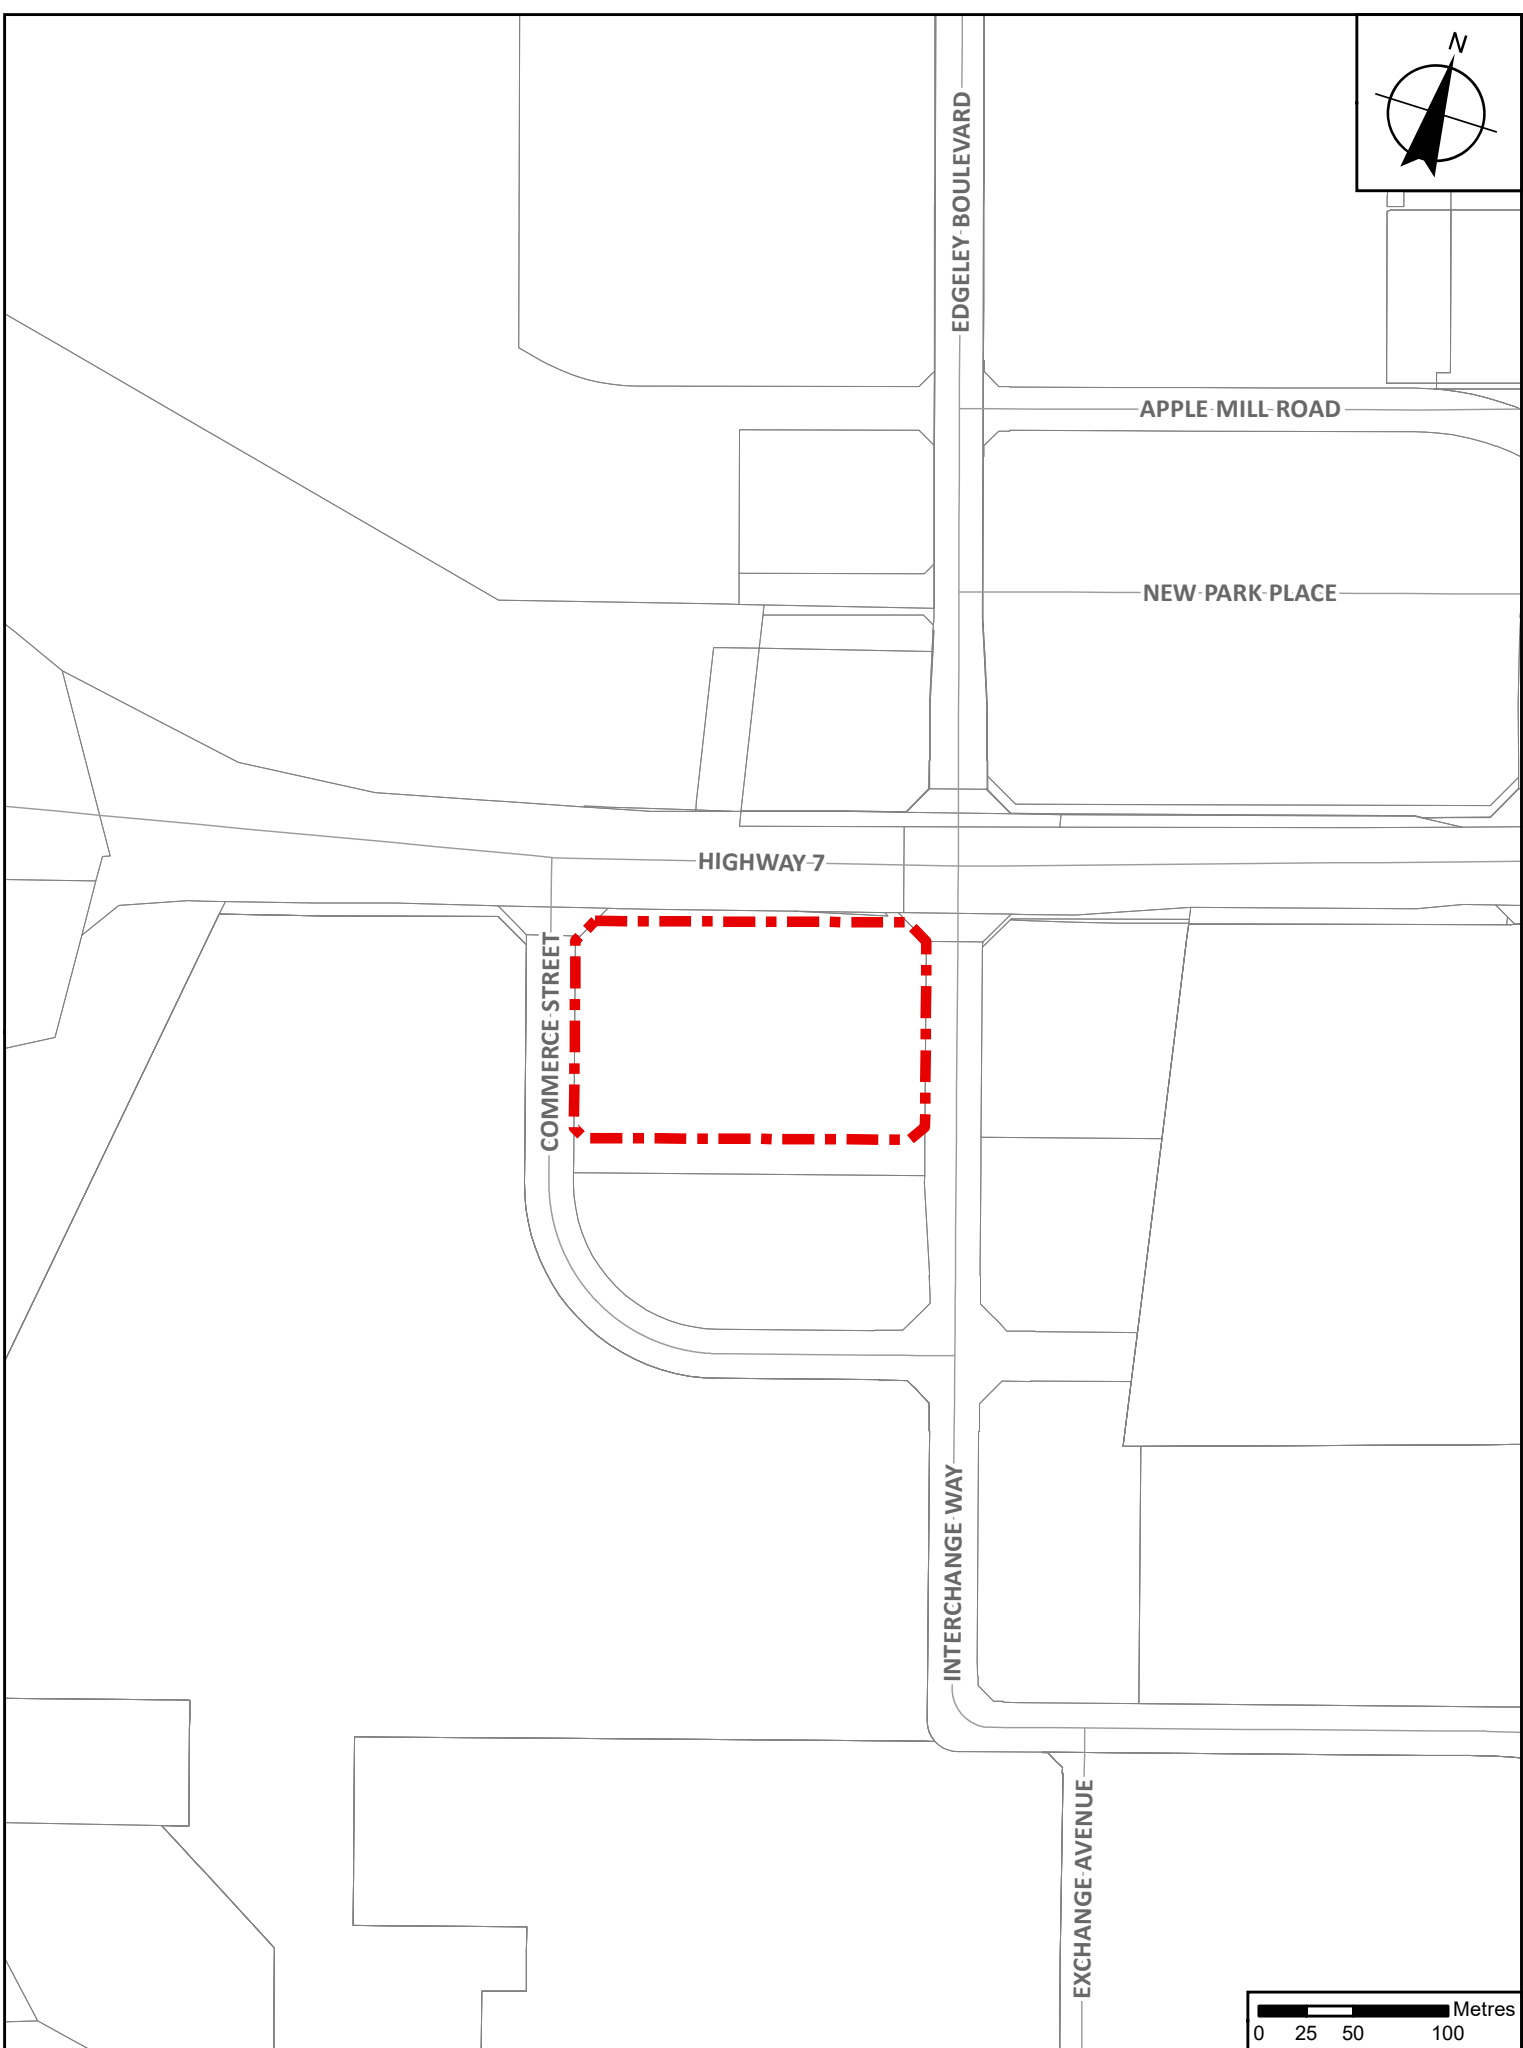 N
EDGELEY BOULEVARD
APPLE MILL ROAD
NEW PARK PLACE
HIGHWAY 7
COMMERCE STREET
INTERCHANGE WAY
EXCHANGE AVENUE
Metres
0 25 50 100